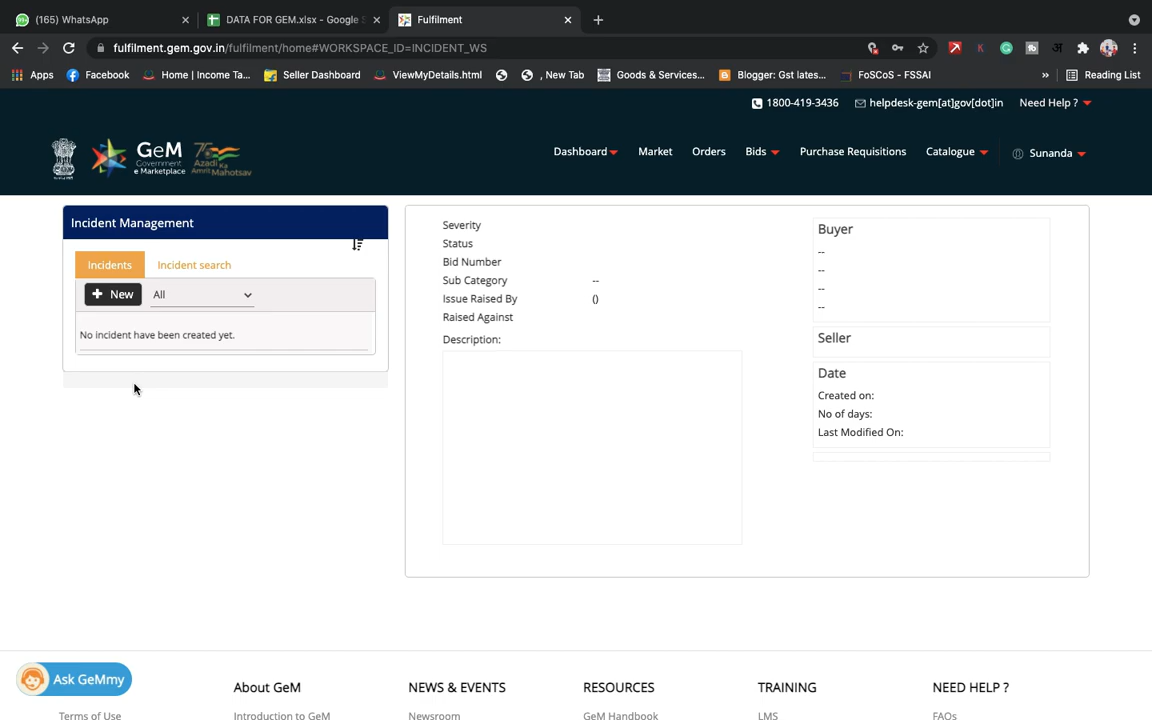 (165) WhatsApp
DATA FOR GEM.xlsx - Google S
Fulfilment
fulfilment.gem.gov.in/fulfilment/home#WORKSPACE_ID=INCIDENT_WS
Apps
Facebook
Home | Income Ta...
Seller Dashboard
ViewMyDetails.html
, New Tab
Goods & Services...
Blogger: Gst lates...
FoSCoS - FSSAI
»
Reading List
1800-419-3436
helpdesk-gem[at]gov[dot]in
Need Help ?
GeM
Government
e Marketplace
Azadi Ka
Amrit Mahotsav
Dashboard
Market
Orders
Bids
Purchase Requisitions
Catalogue
Sunanda
Incident Management
Incidents
Incident search
+ New
All
No incident have been created yet.
Severity
Status
Bid Number
Sub Category --
Issue Raised By ()
Raised Against
Description:
Buyer
--
--
--
--
Seller
Date
Created on:
No of days:
Last Modified On:
Ask GeMmy
About GeM
NEWS & EVENTS
RESOURCES
TRAINING
NEED HELP ?
Terms of Use
Introduction to GeM
Newsroom
GeM Handbook
LMS
FAQs